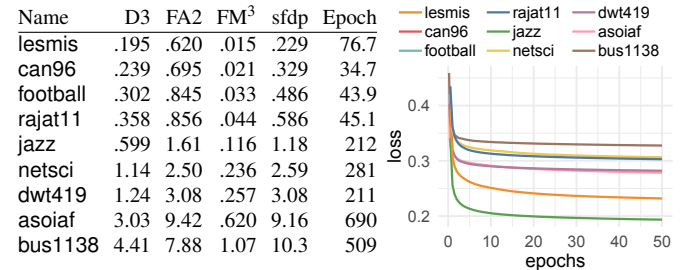 Name D3 FA2 FM³ sfdp Epoch
lesmis .195 .620 .015 .229 76.7
can96 .239 .695 .021 .329 34.7
football .302 .845 .033 .486 43.9
rajat11 .358 .856 .044 .586 45.1
jazz .599 1.61 .116 1.18 212
netsci 1.14 2.50 .236 2.59 281
dwt419 1.24 3.08 .257 3.08 211
asoiaf 3.03 9.42 .620 9.16 690
bus1138 4.41 7.88 1.07 10.3 509
lesmis rajat11 dwt419
can96 jazz asoiaf
football netsci bus1138
loss
0.4
0.3
0.2
0 10 20 30 40 50
epochs